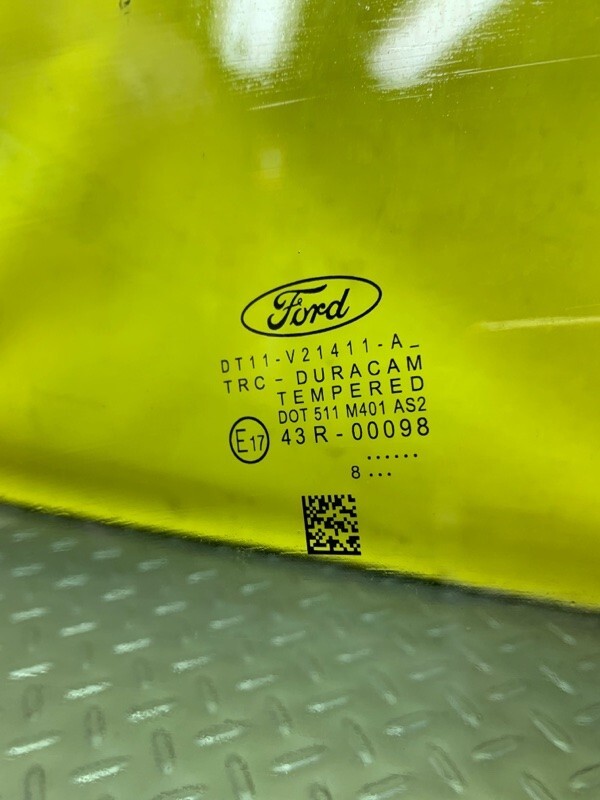 Ford
DT11-V21411-A_
TRC - DURACAM
TEMPERED
DOT 511 M401 AS2
E17 43R-00098
......
8 ...